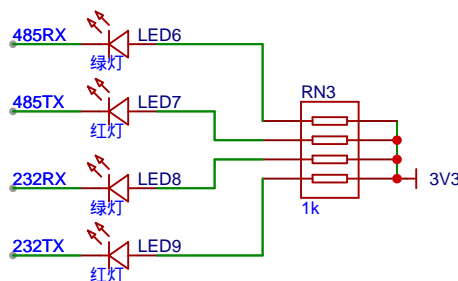 485RX
LED6
绿灯
485TX
LED7
红灯
RN3
232RX
LED8
绿灯
3V3
1k
232TX
LED9
红灯